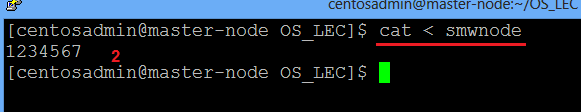 centosadmin@master-node:~/OS_LEC
[centosadmin@master-node OS_LEC]$ cat < smwnode
1234567 2
[centosadmin@master-node OS_LEC]$